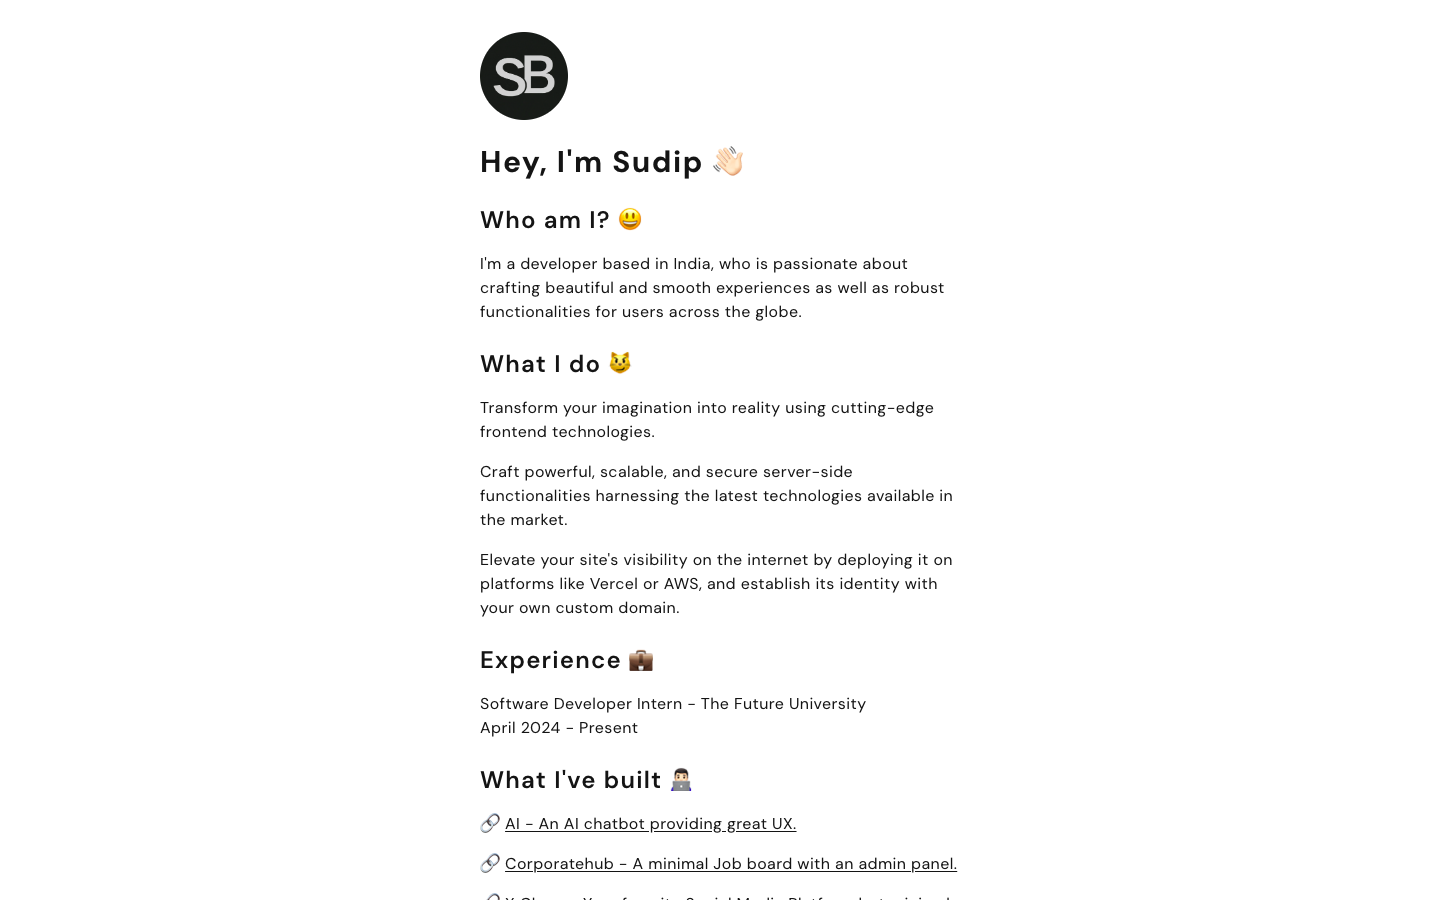 SB
Hey, I'm Sudip 👋🏻
Who am I? 😃
I'm a developer based in India, who is passionate about
crafting beautiful and smooth experiences as well as robust
functionalities for users across the globe.
What I do 😼
Transform your imagination into reality using cutting-edge
frontend technologies.
Craft powerful, scalable, and secure server-side
functionalities harnessing the latest technologies available in
the market.
Elevate your site's visibility on the internet by deploying it on
platforms like Vercel or AWS, and establish its identity with
your own custom domain.
Experience 💼
Software Developer Intern - The Future University
April 2024 - Present
What I've built 👨🏻‍💻
🔗 AI - An AI chatbot providing great UX.
🔗 Corporatehub - A minimal Job board with an admin panel.